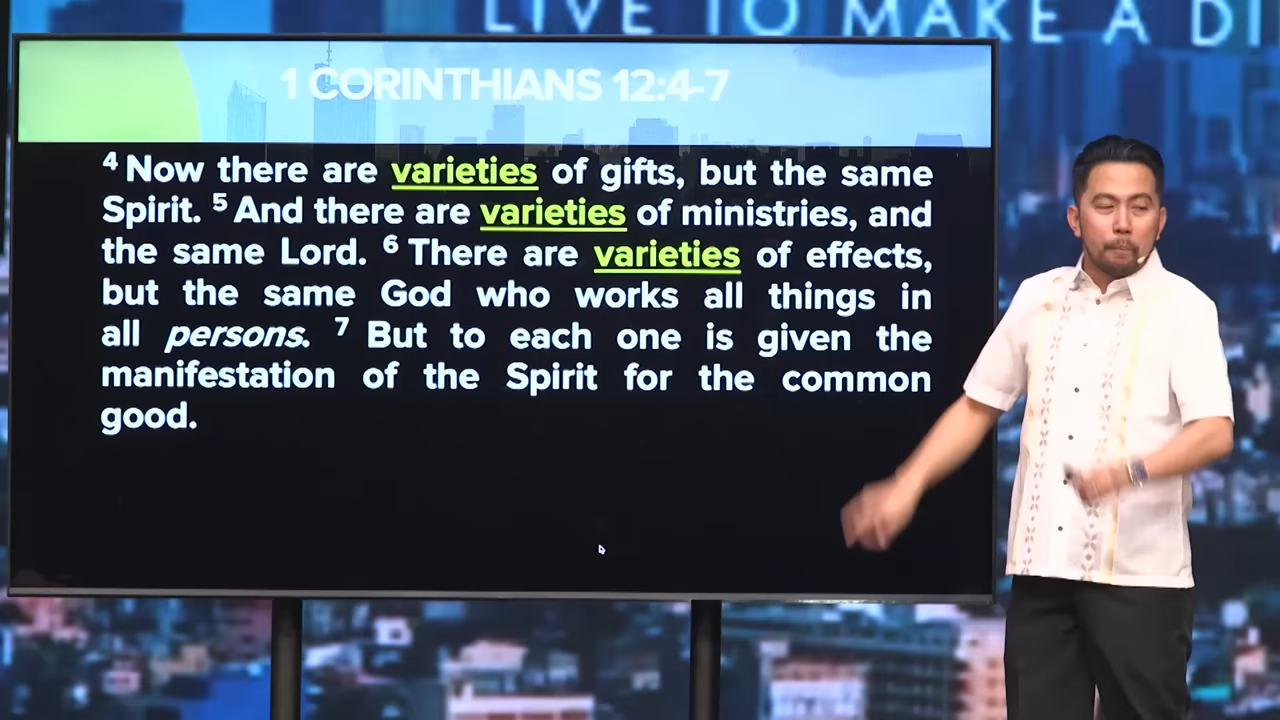 LIVE TO MAKE A DI
1 CORINTHIANS 12:4-7
4 Now there are varieties of gifts, but the same
Spirit. 5 And there are varieties of ministries, and
the same Lord. 6 There are varieties of effects,
but the same God who works all things in
all persons. 7 But to each one is given the
manifestation of the Spirit for the common
good.